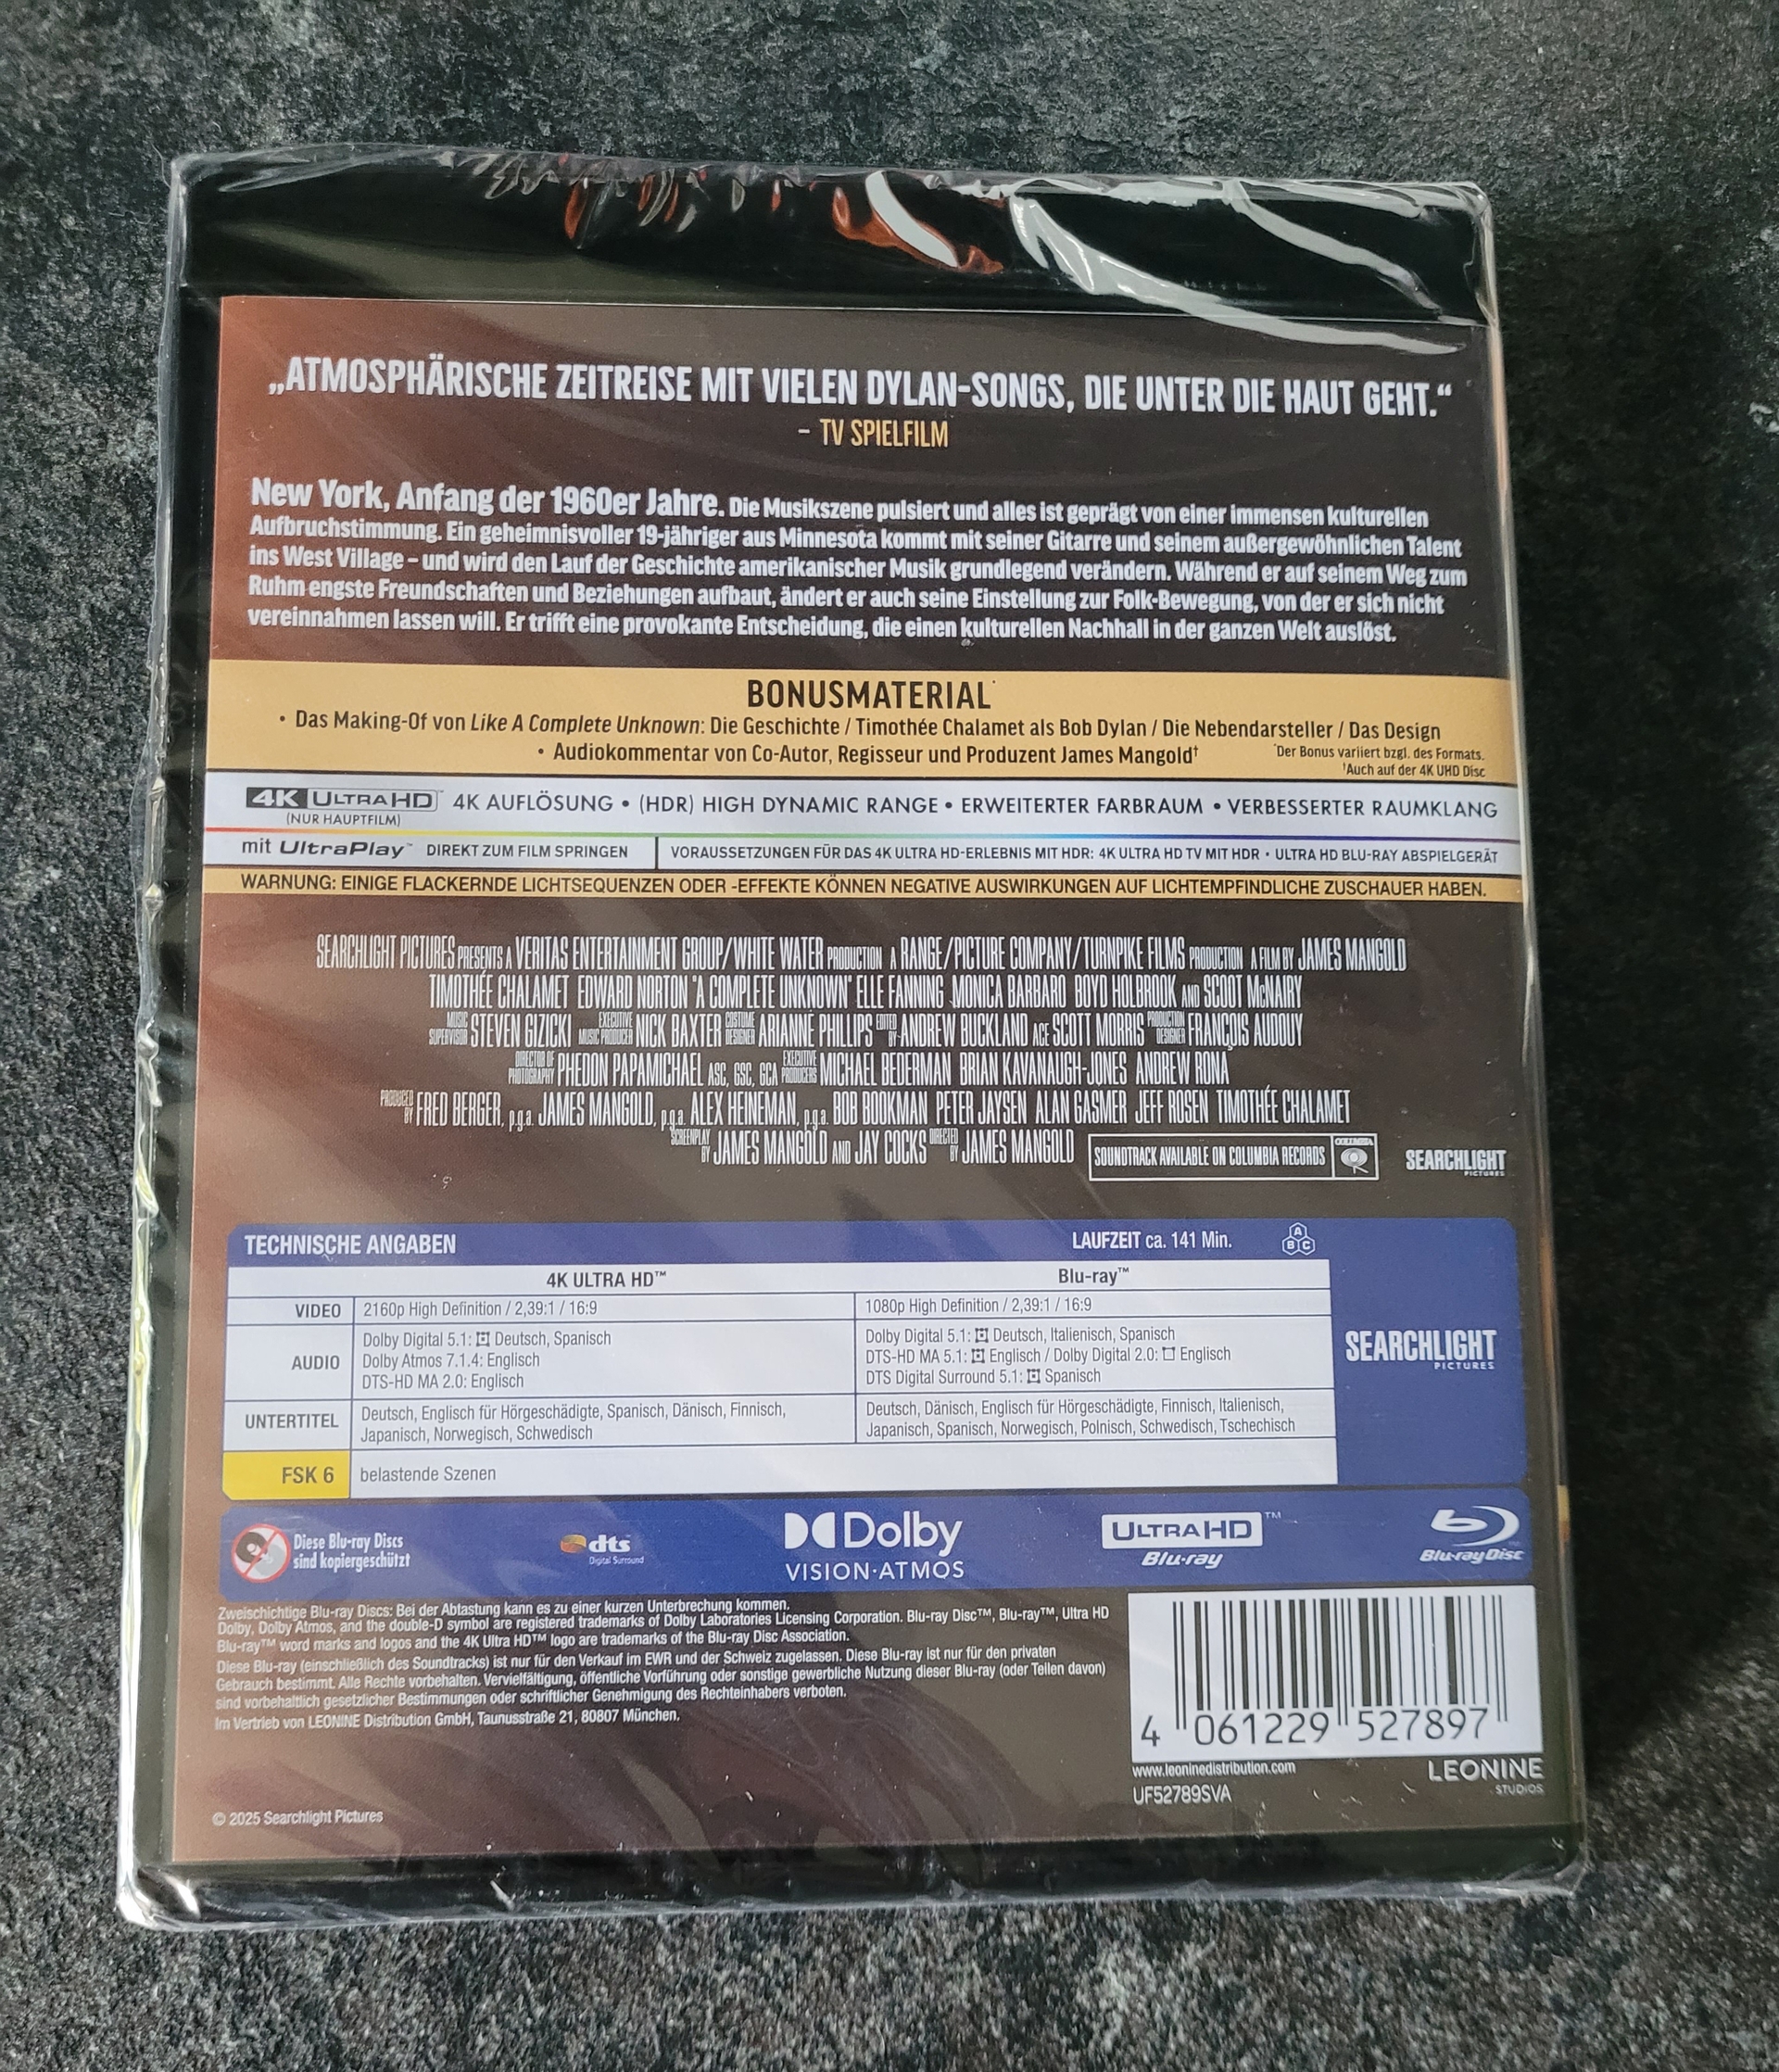 „ATMOSPHÄRISCHE ZEITREISE MIT VIELEN DYLAN-SONGS, DIE UNTER DIE HAUT GEHT.“
– TV SPIELFILM
New York, Anfang der 1960er Jahre. Die Musikszene pulsiert und alles ist geprägt von einer immensen kulturellen
Aufbruchstimmung. Ein geheimnisvoller 19-jähriger aus Minnesota kommt mit seiner Gitarre und seinem außergewöhnlichen Talent
ins West Village – und wird den Lauf der Geschichte amerikanischer Musik grundlegend verändern. Während er auf seinem Weg zum
Ruhm engste Freundschaften und Beziehungen aufbaut, ändert er auch seine Einstellung zur Folk-Bewegung, von der er sich nicht
vereinnahmen lassen will. Er trifft eine provokante Entscheidung, die einen kulturellen Nachhall in der ganzen Welt auslöst.
BONUSMATERIAL*
• Das Making-Of von Like A Complete Unknown: Die Geschichte / Timothée Chalamet als Bob Dylan / Die Nebendarsteller / Das Design
• Audiokommentar von Co-Autor, Regisseur und Produzent James Mangold†
*Der Bonus variiert bzgl. des Formats.
†Auch auf der 4K UHD Disc
4K ULTRA HD™ 4K AUFLÖSUNG • (HDR) HIGH DYNAMIC RANGE • ERWEITERTER FARBRAUM • VERBESSERTER RAUMKLANG
(NUR HAUPTFILM)
mit UltraPlay™ DIREKT ZUM FILM SPRINGEN VORAUSSETZUNGEN FÜR DAS 4K ULTRA HD-ERLEBNIS MIT HDR: 4K ULTRA HD TV MIT HDR • ULTRA HD BLU-RAY ABSPIELGERÄT
WARNUNG: EINIGE FLACKERNDE LICHTSEQUENZEN ODER -EFFEKTE KÖNNEN NEGATIVE AUSWIRKUNGEN AUF LICHTEMPFINDLICHE ZUSCHAUER HABEN.
SEARCHLIGHT PICTURES PRESENTS A VERITAS ENTERTAINMENT GROUP/WHITE WATER PRODUCTION A RANGE/PICTURE COMPANY/TURNPIKE FILMS PRODUCTION A FILM BY JAMES MANGOLD
TIMOTHÉE CHALAMET EDWARD NORTON "A COMPLETE UNKNOWN" ELLE FANNING MONICA BARBARO BOYD HOLBROOK AND SCOOT McNAIRY
MUSIC SUPERVISOR STEVEN GIZICKI EXECUTIVE MUSIC PRODUCER NICK BAXTER COSTUME DESIGNER ARIANNE PHILLIPS EDITED BY ANDREW BUCKLAND ACE SCOTT MORRIS PRODUCTION DESIGNER FRANÇOIS AUDOUY
DIRECTOR OF PHOTOGRAPHY PHEDON PAPAMICHAEL ASC, GSC, GCA EXECUTIVE PRODUCERS MICHAEL BEDERMAN BRIAN KAVANAUGH-JONES ANDREW RONA
PRODUCED BY FRED BERGER, p.g.a. JAMES MANGOLD, p.g.a. ALEX HEINEMAN, p.g.a. BOB BOOKMAN PETER JAYSEN ALAN GASMER JEFF ROSEN TIMOTHÉE CHALAMET
SCREENPLAY BY JAMES MANGOLD AND JAY COCKS DIRECTED BY JAMES MANGOLD SOUNDTRACK AVAILABLE ON COLUMBIA RECORDS COLUMBIA SEARCHLIGHT PICTURES
TECHNISCHE ANGABEN LAUFZEIT ca. 141 Min. A B C
4K ULTRA HD™ Blu-ray™
VIDEO 2160p High Definition / 2,39:1 / 16:9 1080p High Definition / 2,39:1 / 16:9
AUDIO
Dolby Digital 5.1: Deutsch, Spanisch
Dolby Atmos 7.1.4: Englisch
DTS-HD MA 2.0: Englisch
Dolby Digital 5.1: Deutsch, Italienisch, Spanisch
DTS-HD MA 5.1: Englisch / Dolby Digital 2.0: Englisch
DTS Digital Surround 5.1: Spanisch
SEARCHLIGHT
PICTURES
UNTERTITEL
Deutsch, Englisch für Hörgeschädigte, Spanisch, Dänisch, Finnisch,
Japanisch, Norwegisch, Schwedisch
Deutsch, Dänisch, Englisch für Hörgeschädigte, Finnisch, Italienisch,
Japanisch, Spanisch, Norwegisch, Polnisch, Schwedisch, Tschechisch
FSK 6 belastende Szenen
Diese Blu-ray Discs
sind kopiergeschützt
dts
Digital Surround
Dolby
VISION·ATMOS
ULTRA HD™
Blu-ray
Blu-ray Disc
Zweischichtige Blu-ray Discs: Bei der Abtastung kann es zu einer kurzen Unterbrechung kommen.
Dolby, Dolby Atmos, and the double-D symbol are registered trademarks of Dolby Laboratories Licensing Corporation. Blu-ray Disc™, Blu-ray™, Ultra HD
Blu-ray™ word marks and logos and the 4K Ultra HD™ logo are trademarks of the Blu-ray Disc Association.
Diese Blu-ray (einschließlich des Soundtracks) ist nur für den Verkauf im EWR und der Schweiz zugelassen. Diese Blu-ray ist nur für den privaten
Gebrauch bestimmt. Alle Rechte vorbehalten. Vervielfältigung, öffentliche Vorführung oder sonstige gewerbliche Nutzung dieser Blu-ray (oder Teilen davon)
sind vorbehaltlich gesetzlicher Bestimmungen oder schriftlicher Genehmigung des Rechteinhabers verboten.
Im Vertrieb von LEONINE Distribution GmbH, Taunusstraße 21, 80807 München.
4 061229 527897
www.leoninedistribution.com
UF52789SVA
LEONINE
STUDIOS
© 2025 Searchlight Pictures